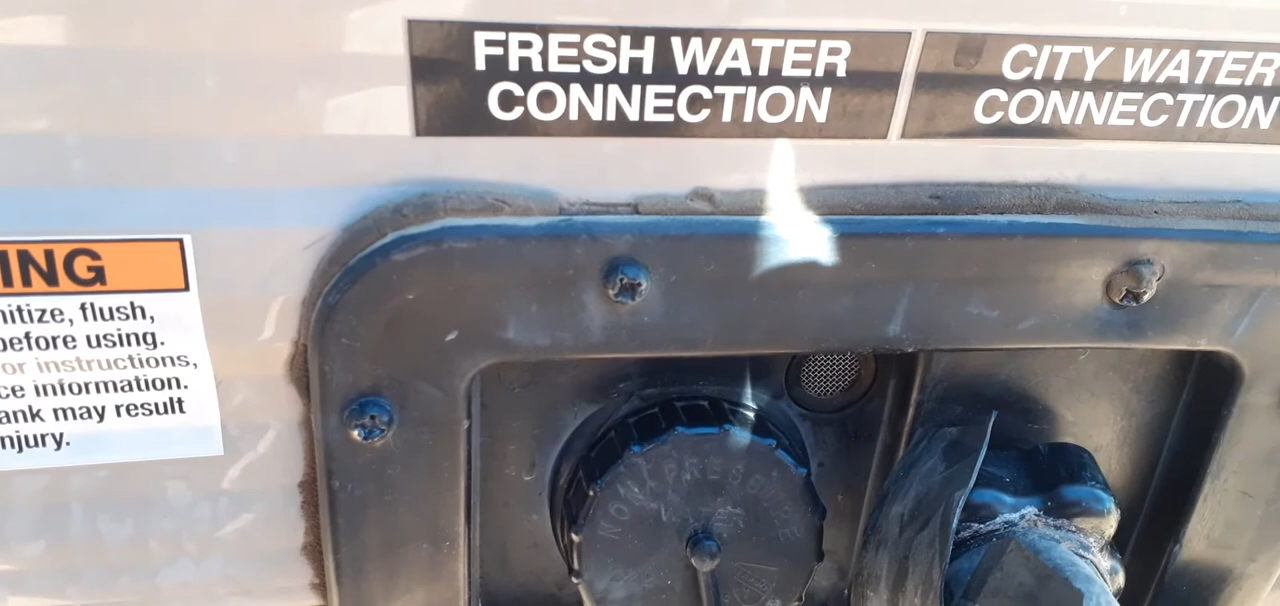 FRESH WATER
CONNECTION
CITY WATER
CONNECTION
ING
nitize, flush,
before using.
or instructions,
ce information.
ank may result
njury.
NON PRESSURE